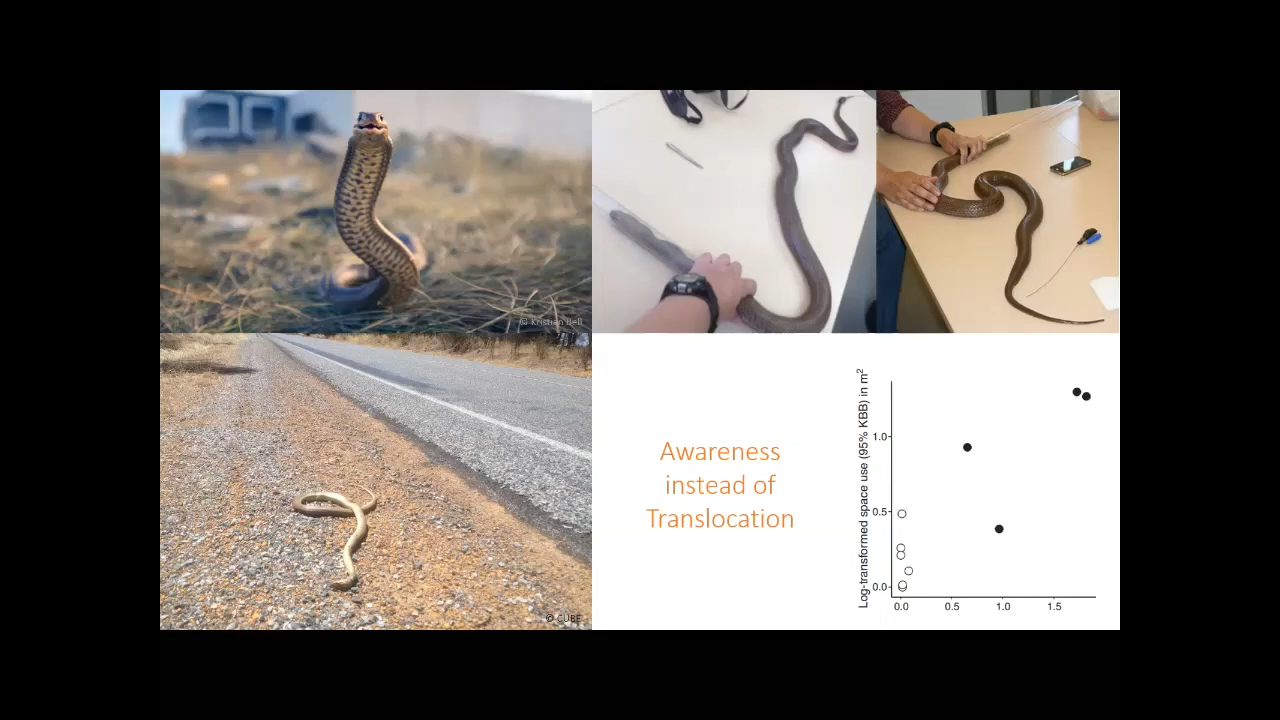 © Kristian Bell
© CUBE
Awareness
instead of
Translocation
Log-transformed space use (95% KBB) in m²
1.0
0.5
0.0
0.0 0.5 1.0 1.5